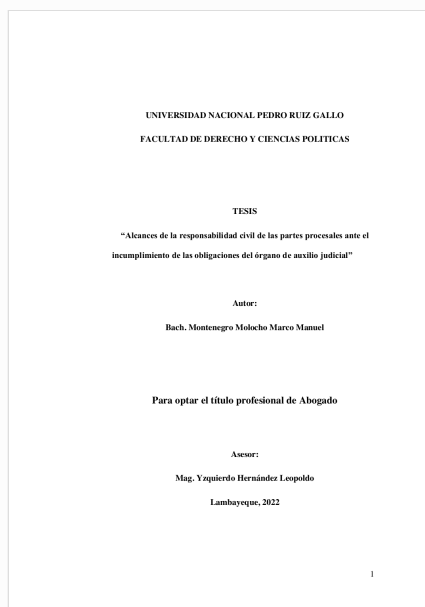 UNIVERSIDAD NACIONAL PEDRO RUIZ GALLO
FACULTAD DE DERECHO Y CIENCIAS POLITICAS
TESIS
“Alcances de la responsabilidad civil de las partes procesales ante el
incumplimiento de las obligaciones del órgano de auxilio judicial”
Autor:
Bach. Montenegro Molocho Marco Manuel
Para optar el título profesional de Abogado
Asesor:
Mag. Yzquierdo Hernández Leopoldo
Lambayeque, 2022
1